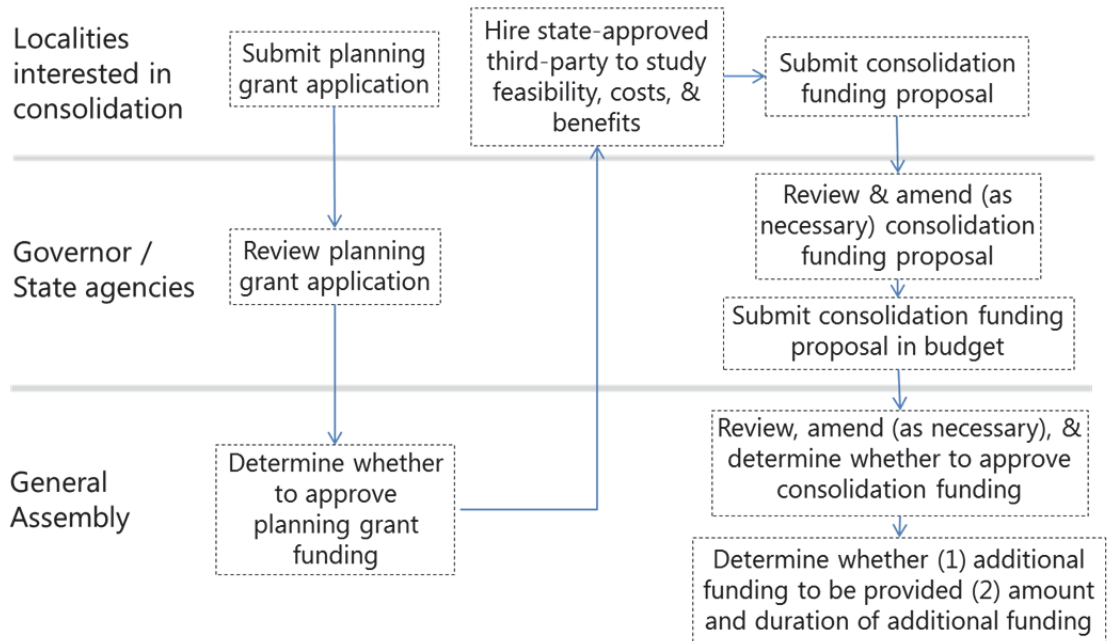 Localities
interested in
consolidation
Submit planning
grant application
Hire state-approved
third-party to study
feasibility, costs, &
benefits
Submit consolidation
funding proposal
Governor /
State agencies
Review planning
grant application
Review & amend (as
necessary) consolidation
funding proposal
Submit consolidation funding
proposal in budget
General
Assembly
Determine whether
to approve
planning grant
funding
Review, amend (as necessary), &
determine whether to approve
consolidation funding
Determine whether (1) additional
funding to be provided (2) amount
and duration of additional funding